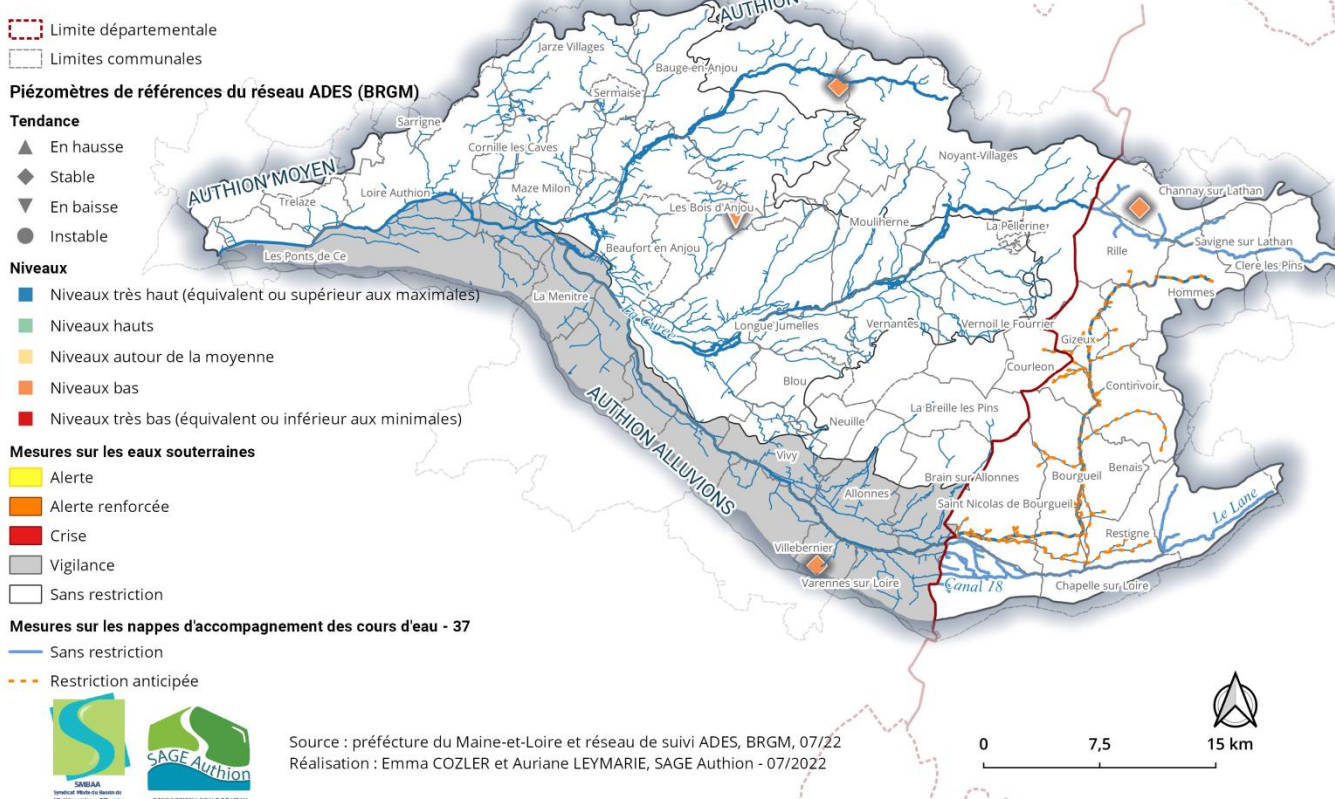 Limite départementale
Limites communales
Piézomètres de références du réseau ADES (BRGM)
Tendance
En hausse
Stable
En baisse
Instable
Niveaux
Niveaux très haut (équivalent ou supérieur aux maximales)
Niveaux hauts
Niveaux autour de la moyenne
Niveaux bas
Niveaux très bas (équivalent ou inférieur aux minimales)
Mesures sur les eaux souterraines
Alerte
Alerte renforcée
Crise
Vigilance
Sans restriction
Mesures sur les nappes d'accompagnement des cours d'eau - 37
Sans restriction
Restriction anticipée
AUTHION
Jarze Villages
Bauge-en-Anjou
Sermaise
Sarrigne
Cornille les Caves
Noyant-Villages
AUTHION MOYEN
Loire Authion
Maze Milon
Trelaze
Channay sur Lathan
Les Bois d'Anjou
Mouliherne
La Pellerine
Beaufort en Anjou
Les Ponts de Ce
Rille
Savigne sur Lathan
Clere les Pins
La Menitre
Hommes
La Curee
Longue Jumelles
Vernantes
Vernoil le Fourrier
Gizeux
Courleon
Blou
Continvoir
AUTHION ALLUVIONS
La Breille les Pins
Neuille
Vivy
Brain sur Allonnes
Bourgueil
Benais
Allonnes
Saint Nicolas de Bourgueil
Le Lane
Restigne
Villebernier
Varennes sur Loire
Canal 18
Chapelle sur Loire
SMBAA
SAGE Authion
Source : préfécture du Maine-et-Loire et réseau de suivi ADES, BRGM, 07/22
Réalisation : Emma COZLER et Auriane LEYMARIE, SAGE Authion - 07/2022
0 7,5 15 km